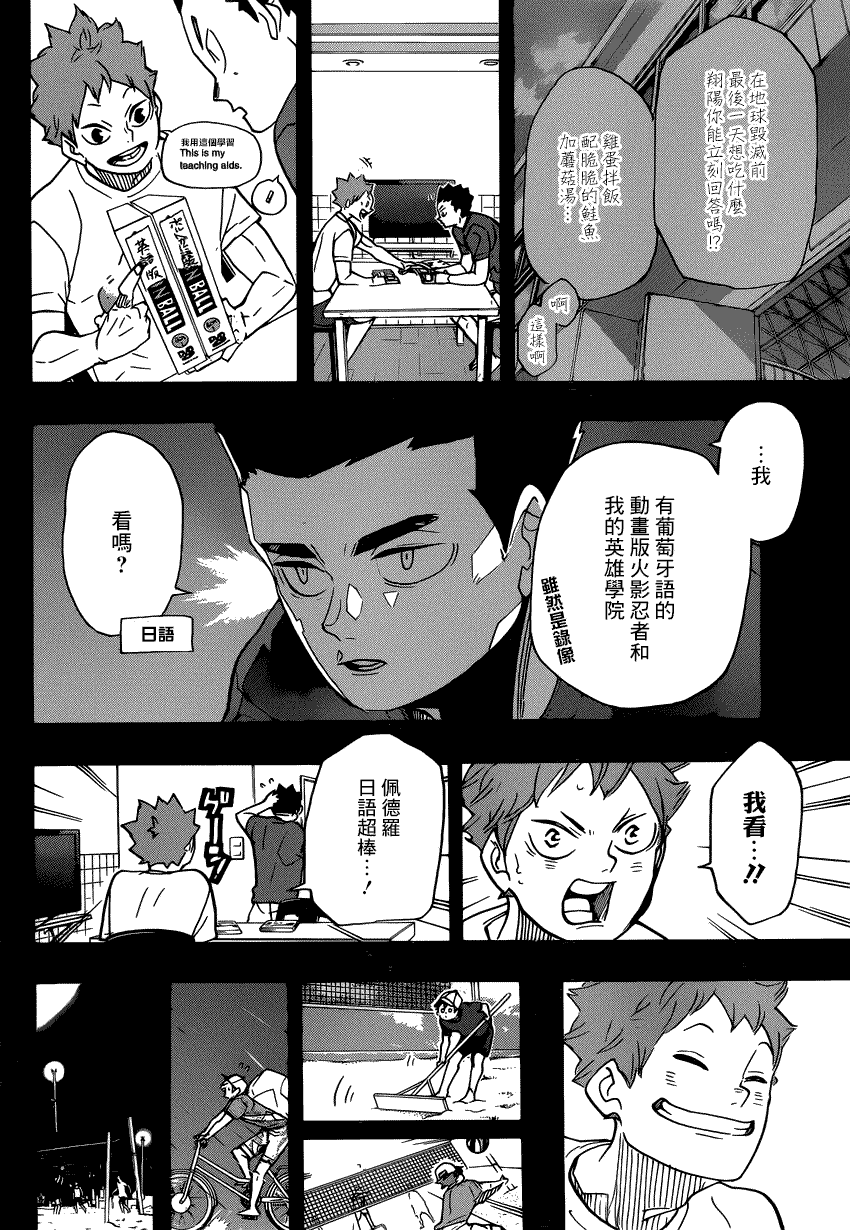 在地球毀滅前
最後一天想吃什麼
翔陽你能立刻回答嗎!?
雞蛋拌飯
配脆脆的鮭魚
加蘑菇湯…
啊
這樣啊
我用這個學習
This is my
teaching aids.
英語版
BALL
BALL
…我
有葡萄牙語的
動畫版火影忍者和
我的英雄學院
雖然是錄像
看嗎?
日語
我看…!!
佩德羅
日語超棒…!
ゲーン